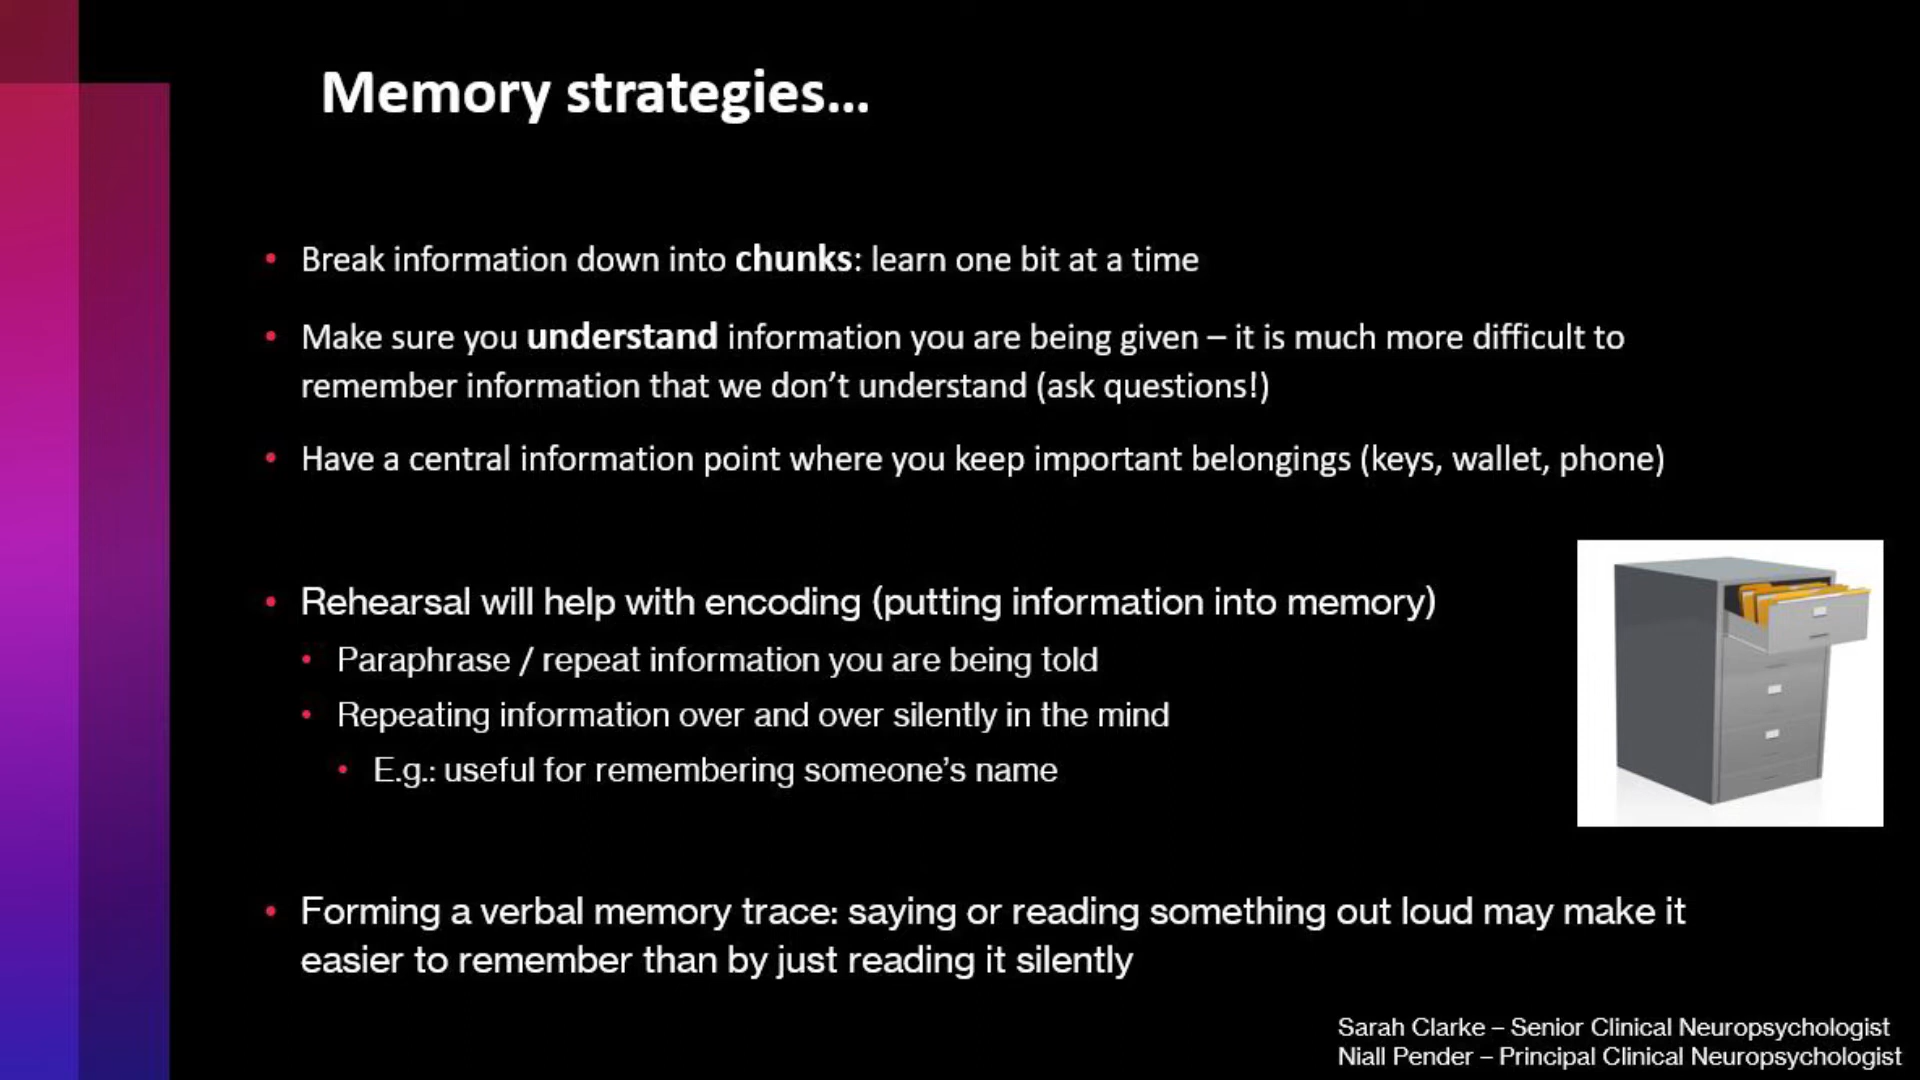 Memory strategies...
• Break information down into chunks: learn one bit at a time
• Make sure you understand information you are being given – it is much more difficult to
remember information that we don’t understand (ask questions!)
• Have a central information point where you keep important belongings (keys, wallet, phone)
• Rehearsal will help with encoding (putting information into memory)
• Paraphrase / repeat information you are being told
• Repeating information over and over silently in the mind
• E.g.: useful for remembering someone’s name
• Forming a verbal memory trace: saying or reading something out loud may make it
easier to remember than by just reading it silently
Sarah Clarke – Senior Clinical Neuropsychologist
Niall Pender – Principal Clinical Neuropsychologist